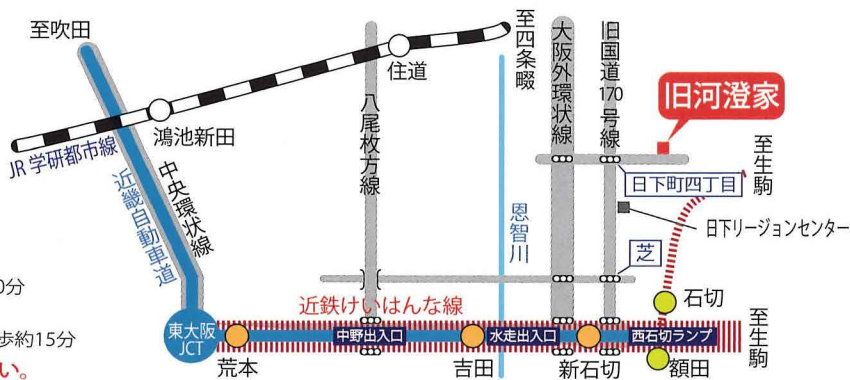 至吹田
住道
鴻池新田
JR学研都市線
近畿自動車道
中央環状線
八尾枚方線
至四条畷
大阪外環状線
旧国道170号線
旧河澄家
至生駒
日下町四丁目
日下リージョンセンター
恩智川
芝
石切
近鉄けいはんな線
東大阪
JCT
荒本
中野出入口
吉田
水走出入口
新石切
西石切ランプ
額田
至生駒
0分
歩約15分
い。